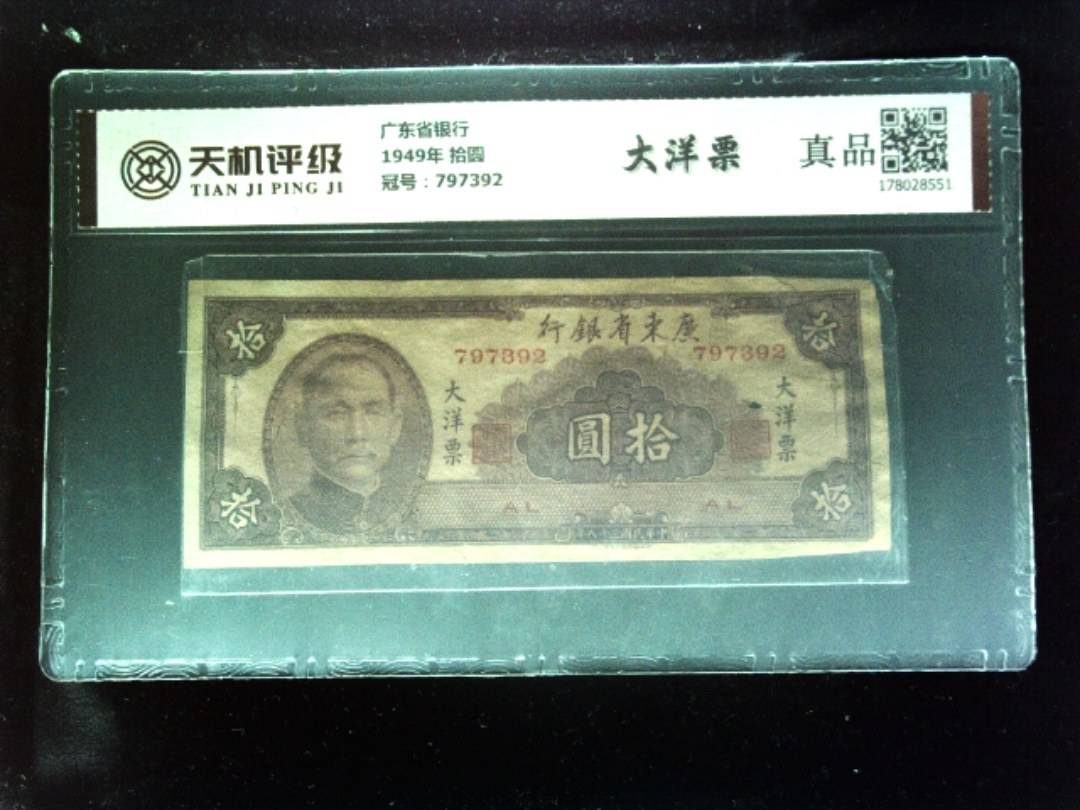 天机评级
TIAN JI PING JI
广东省银行
1949年 拾圆
冠号：797392
大洋票
真品
178028551
行銀省東廣
797392
797392
拾
拾
大洋票
大洋票
圓拾
AL
AL
拾
拾